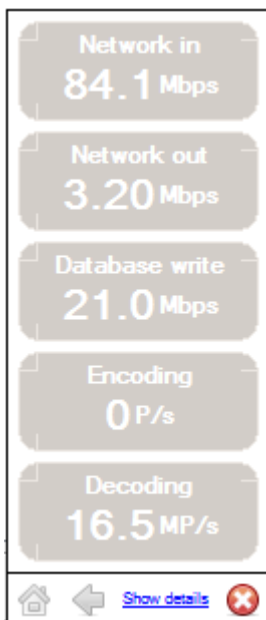 Network in
84.1 Mbps
Network out
3.20 Mbps
Database write
21.0 Mbps
Encoding
0 P/s
Decoding
16.5 MP/s
Show details